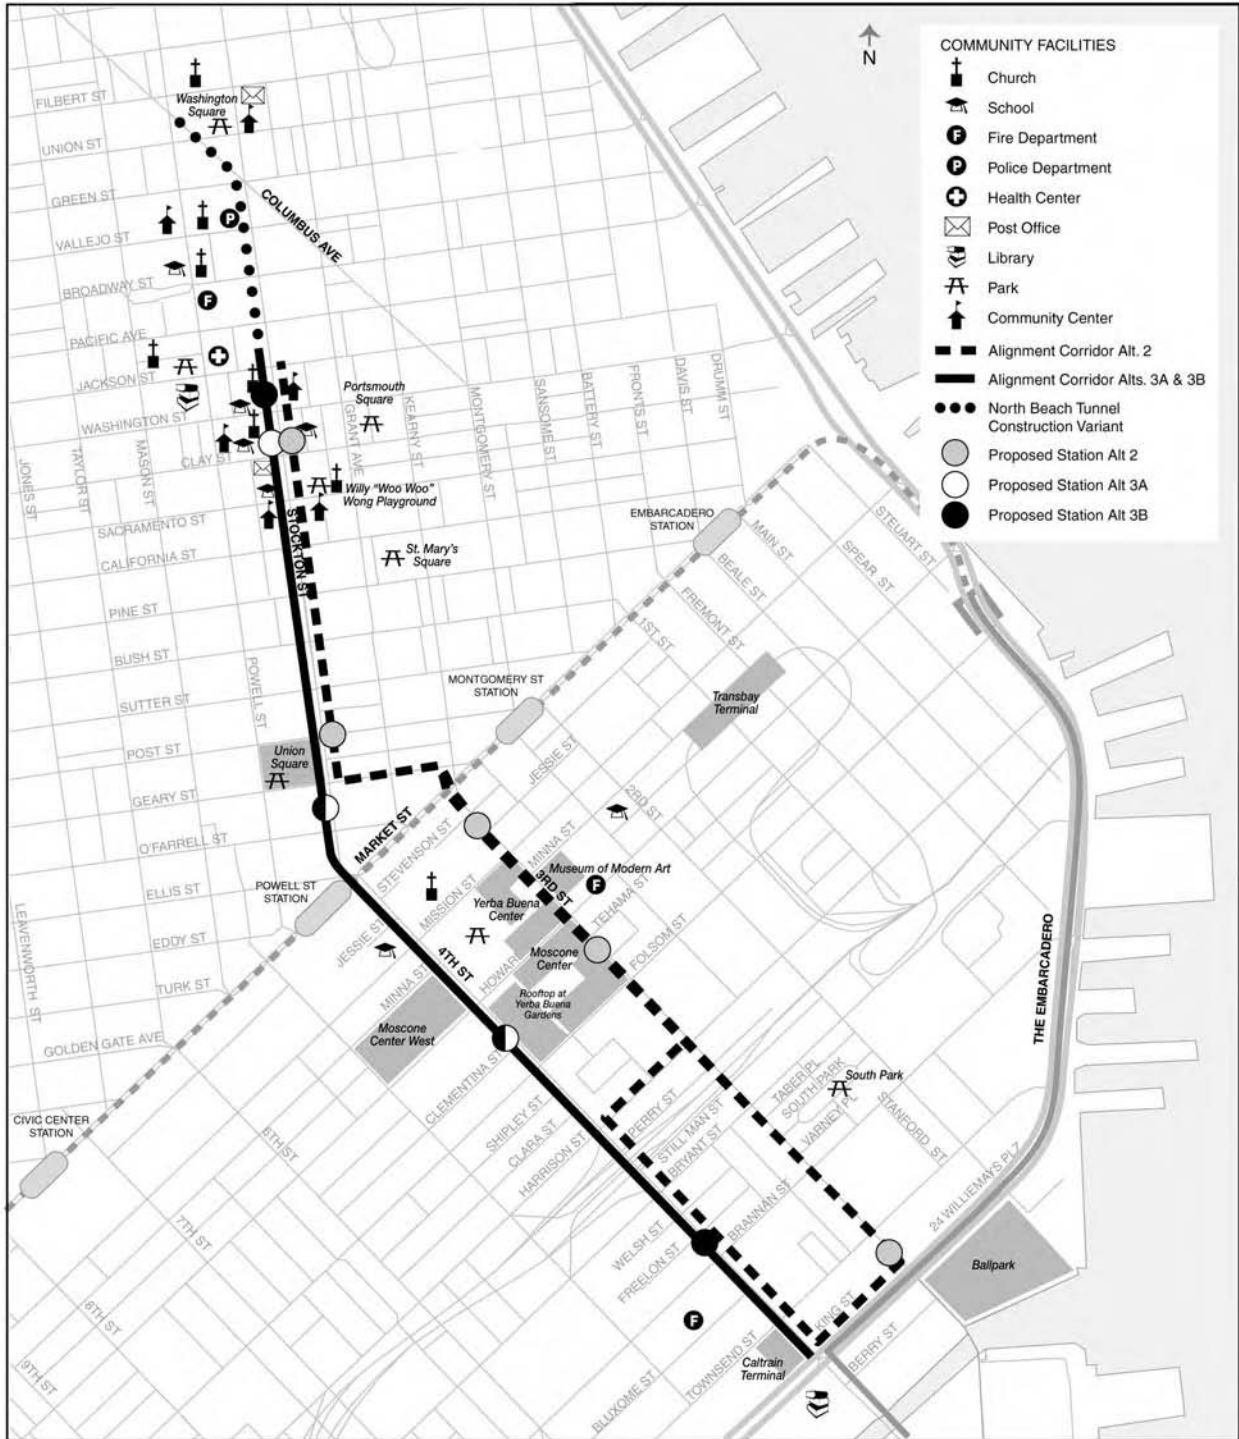 COMMUNITY FACILITIES
Church
School
F
Fire Department
P
Police Department
Health Center
Post Office
Library
Park
Community Center
Alignment Corridor Alt. 2
Alignment Corridor Alts. 3A & 3B
North Beach Tunnel
Construction Variant
Proposed Station Alt 2
Proposed Station Alt 3A
Proposed Station Alt 3B
N
FILBERT ST
Washington
Square
UNION ST
GREEN ST
VALLEJO ST
P
COLUMBUS AVE
BROADWAY ST
F
PACIFIC AVE
JACKSON ST
WASHINGTON ST
CLAY ST
Portsmouth
Square
JONES ST
TAYLOR ST
MASON ST
GRANT AVE
KEARNY ST
MONTGOMERY ST
SANSOME ST
BATTERY ST
FRONTS ST
DAVIS ST
DRUMM ST
Willy "Woo Woo"
Wong Playground
SACRAMENTO ST
STOCKTON ST
CALIFORNIA ST
St. Mary's
Square
EMBARCADERO
STATION
MAIN ST
STEUART ST
SPEAR ST
BEALE ST
FREMONT ST
1ST ST
PINE ST
BUSH ST
POWELL ST
SUTTER ST
MONTGOMERY ST
STATION
Transbay
Terminal
POST ST
Union
Square
JESSIE ST
2RD ST
GEARY ST
O'FARRELL ST
MARKET ST
STEVENSON ST
MINNA ST
Museum of Modern Art
F
3RD ST
TEHAMA ST
ELLIS ST
POWELL ST
STATION
MISSION ST
Yerba Buena
Center
LEAVENWORTH ST
EDDY ST
JESSIE ST
4TH ST
HOWAR
Moscone
Center
FOLSOM ST
THE EMBARCADERO
TURK ST
MINNA ST
Rooftop at
Yerba Buena
Gardens
GOLDEN GATE AVE
Moscone
Center West
CLEMENTINA ST
SHIPLEY ST
CLARA ST
HARRISON ST
PERRY ST
STILL MAN ST
BRYANT ST
TABER PL
SOUTH PARK
VARNEY PL
South Park
STANFORD ST
CIVIC CENTER
STATION
6TH ST
7TH ST
8TH ST
9TH ST
WELSH ST
FREELON ST
BRANNAN ST
24 WILLIEMAYS PLZ
Ballpark
F
KING ST
BERRY ST
TOWNSEND ST
BLUXOME ST
Caltrain
Terminal